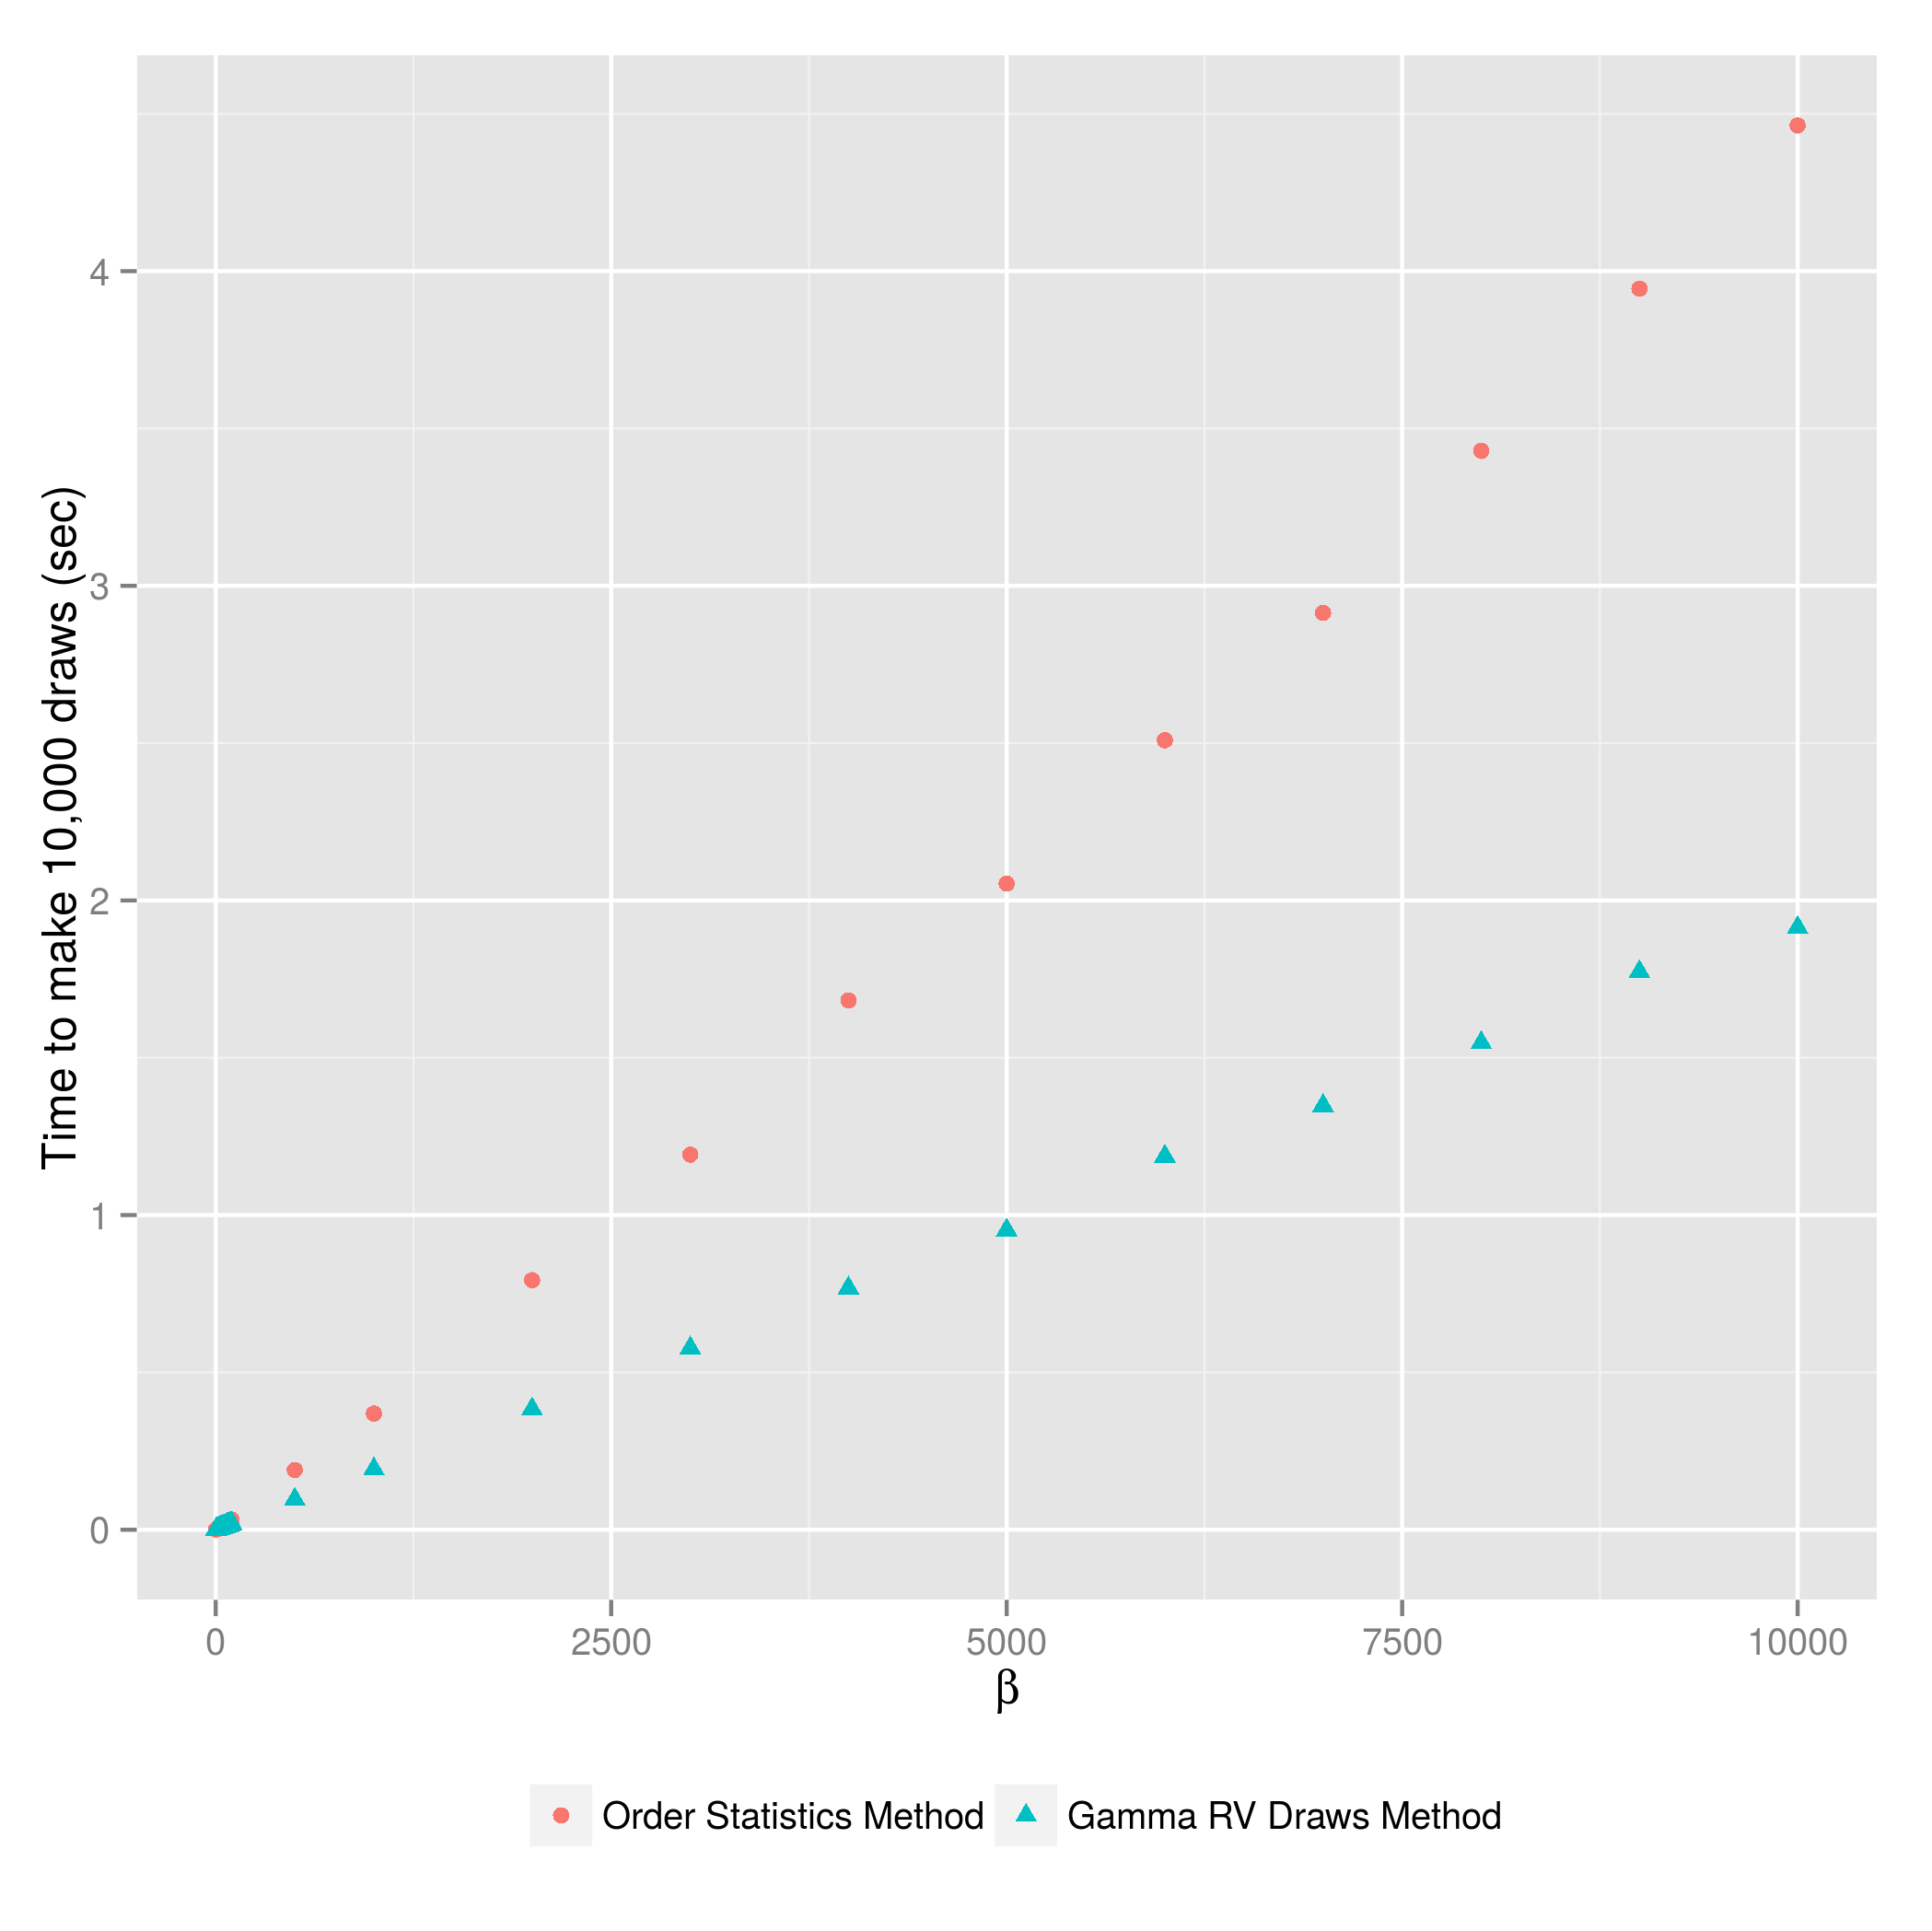 Time to make 10,000 draws (sec)
4
3
2
1
0
0 2500 5000 7500 10000
β
Order Statistics Method Gamma RV Draws Method